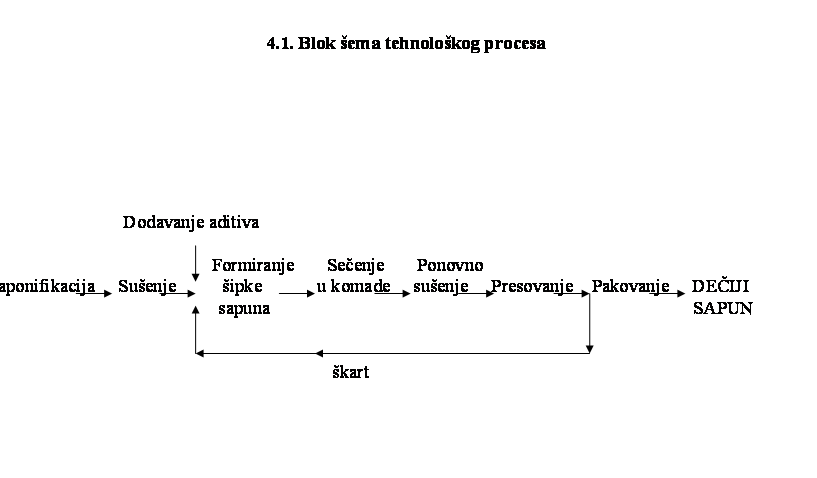 4.1. Blok šema tehnološkog procesa
Dodavanje aditiva
aponifikacija
Sušenje
Formiranje
šipke
sapuna
Sečenje
u komade
Ponovno
sušenje
Presovanje
Pakovanje
DEČIJI
SAPUN
škart